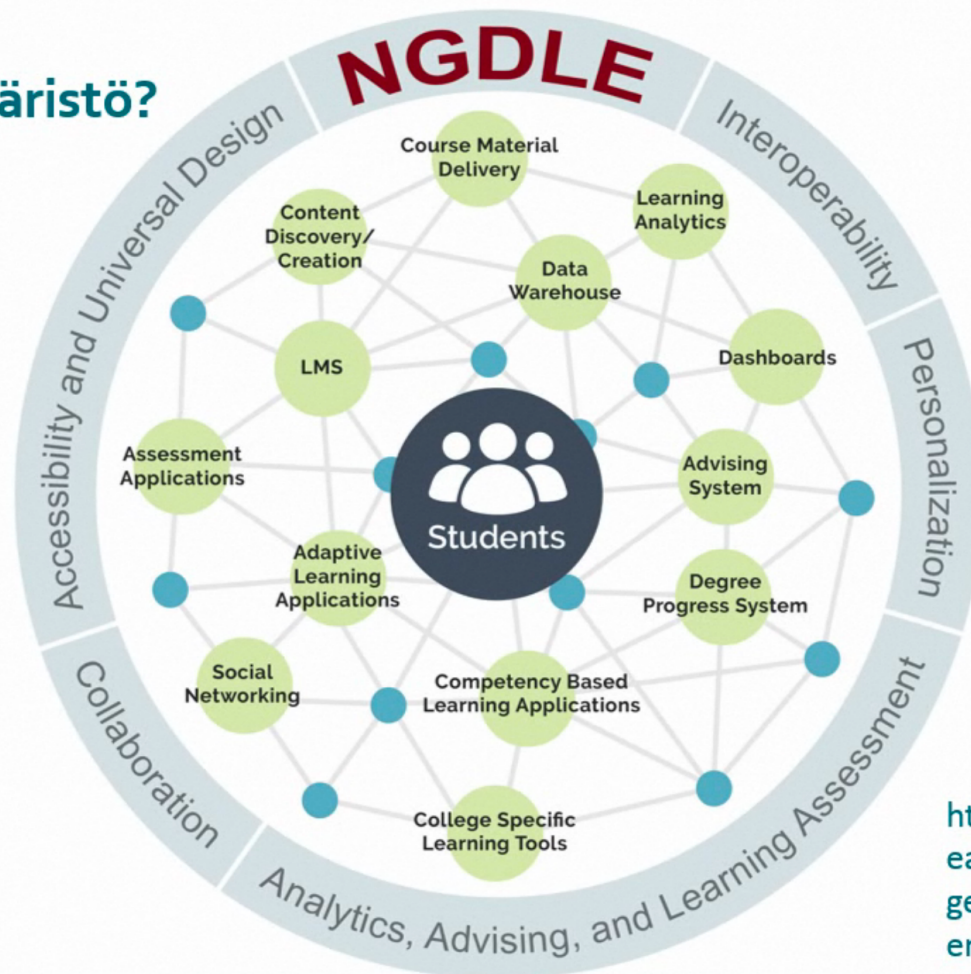 äristö?
NGDLE
Interoperability
Personalization
Analytics, Advising, and Learning Assessment
Collaboration
Accessibility and Universal Design
Course Material
Delivery
Learning
Analytics
Content
Discovery/
Creation
Data
Warehouse
LMS
Dashboards
Assessment
Applications
Advising
System
Students
Adaptive
Learning
Applications
Degree
Progress System
Social
Networking
Competency Based
Learning Applications
College Specific
Learning Tools
ht
ea
ge
er